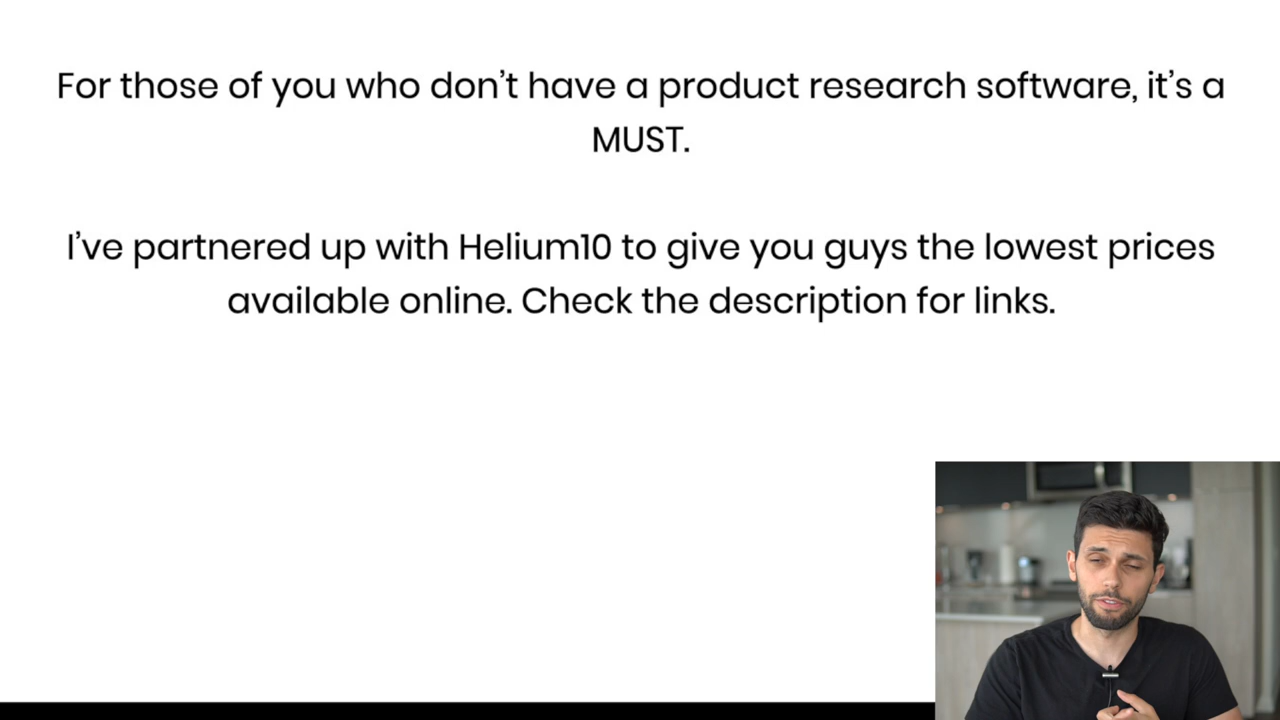 For those of you who don't have a product research software, it's a
MUST.
I've partnered up with Helium10 to give you guys the lowest prices
available online. Check the description for links.